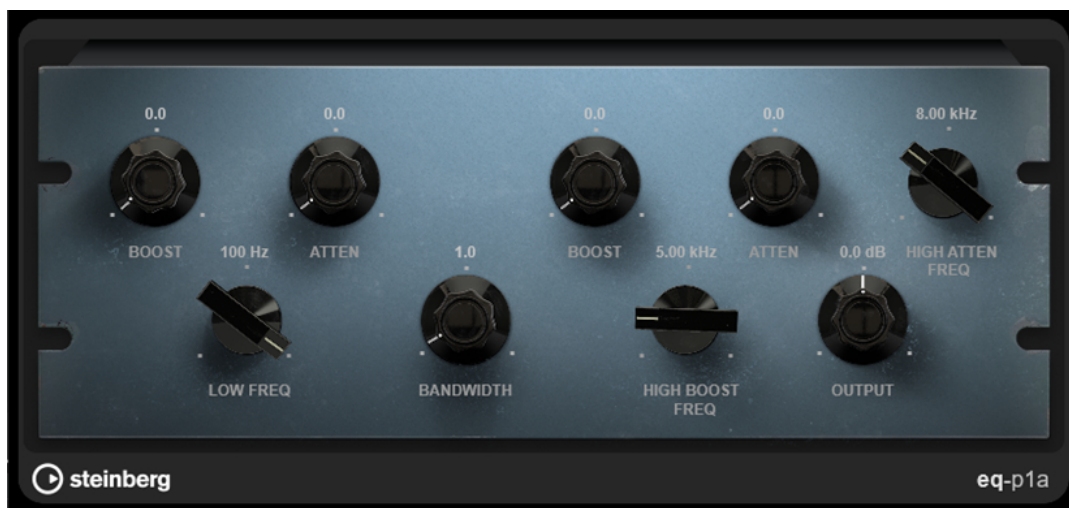 0.0
0.0
0.0
0.0
8.00 kHz
BOOST
100 Hz
ATTEN
1.0
BOOST
5.00 kHz
ATTEN
0.0 dB
HIGH ATTEN
FREQ
LOW FREQ
BANDWIDTH
HIGH BOOST
FREQ
OUTPUT
steinberg
eq-p1a